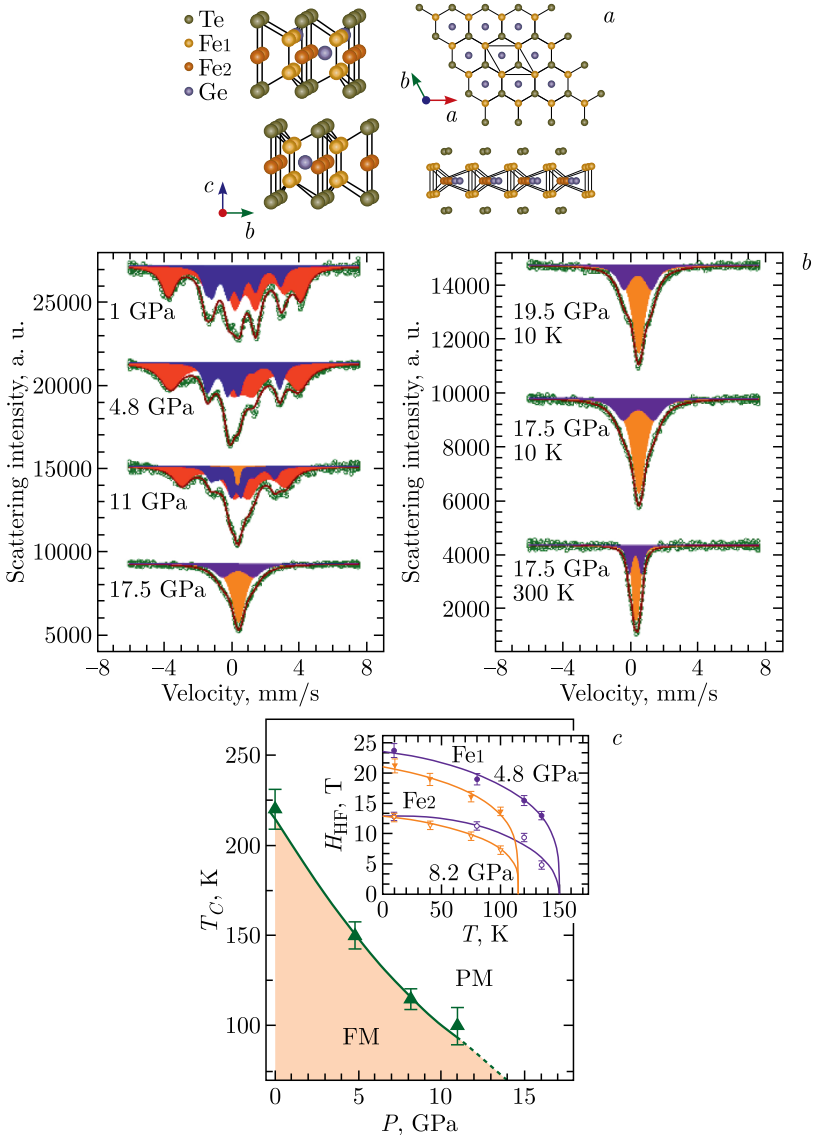 Te
Fe1
Fe2
Ge
a
b
a
c
b
b
Scattering intensity, a. u.
25000
20000
15000
10000
5000
1 GPa
4.8 GPa
11 GPa
17.5 GPa
−8 −4 0 4 8
Velocity, mm/s
Scattering intensity, a. u.
14000
12000
10000
8000
6000
4000
2000
19.5 GPa
10 K
17.5 GPa
10 K
17.5 GPa
300 K
−8 −4 0 4 8
Velocity, mm/s
c
T_C, K
250
200
150
100
FM
PM
0 5 10 15
P, GPa
H_HF, T
25
20
15
10
5
0
Fe1
4.8 GPa
Fe2
8.2 GPa
0 50 100 150
T, K